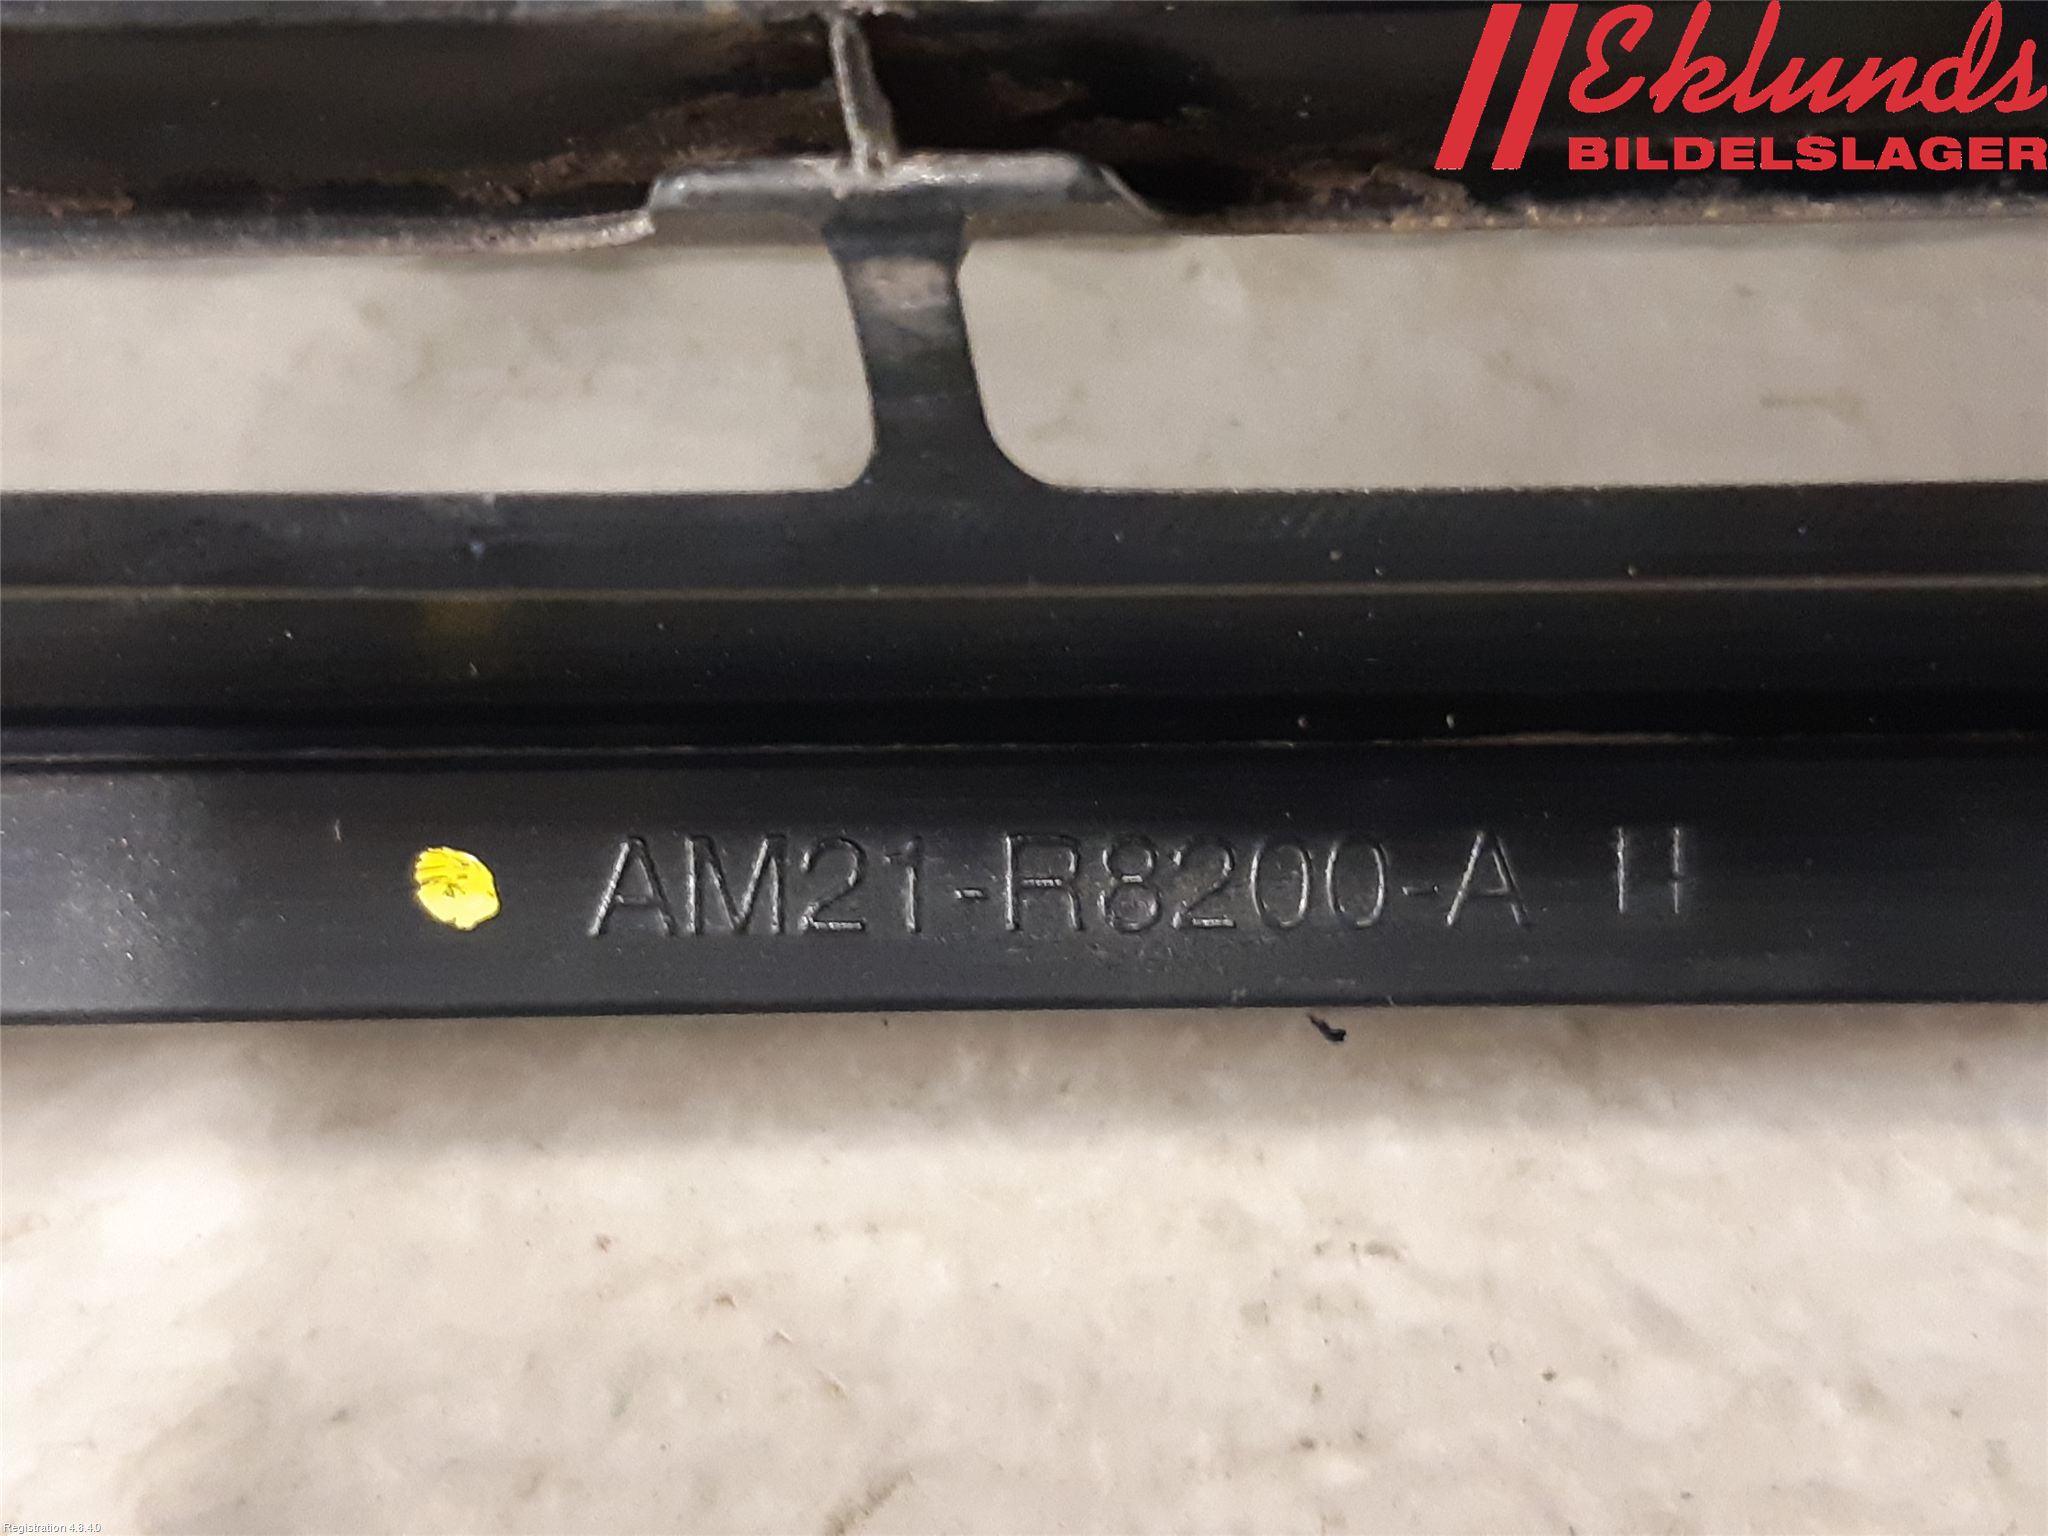 Eklunds
BILDELSLAGER
AM21-R8200-A H
Registration 4.8.4.0